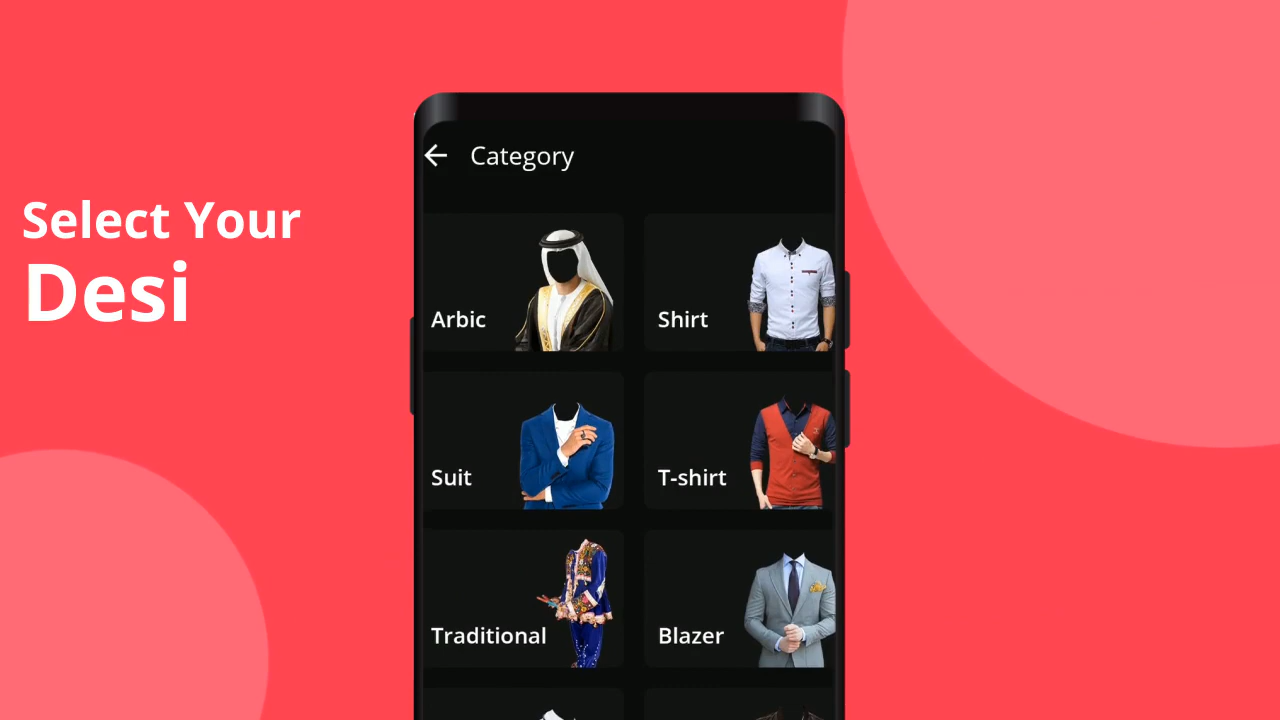 Select Your
Desi
Category
Arbic
Shirt
Suit
T-shirt
Traditional
Blazer